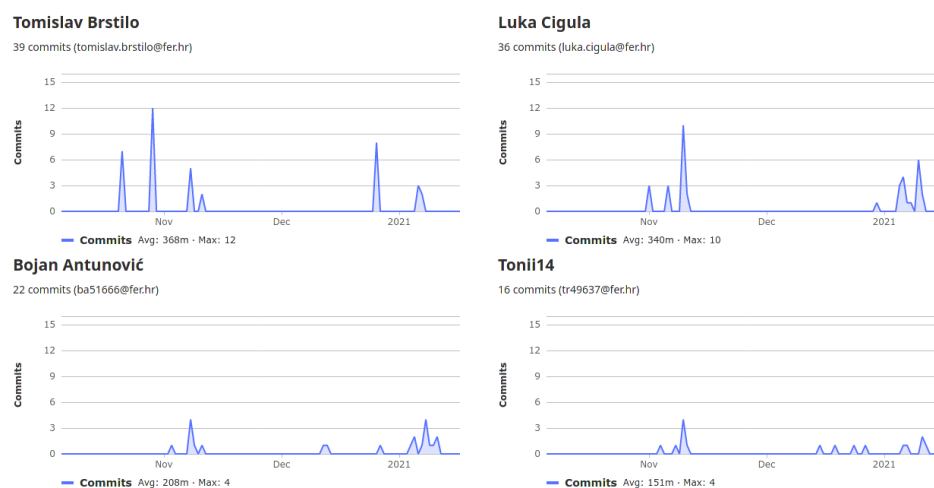 Tomislav Brstilo
39 commits (tomislav.brstilo@fer.hr)
15
12
9
6
3
0
Commits
Nov
Dec
2021
Commits Avg: 368m · Max: 12
Luka Cigula
36 commits (luka.cigula@fer.hr)
15
12
9
6
3
0
Commits
Nov
Dec
2021
Commits Avg: 340m · Max: 10
Bojan Antunović
22 commits (ba51666@fer.hr)
15
12
9
6
3
0
Commits
Nov
Dec
2021
Commits Avg: 208m · Max: 4
Tonii14
16 commits (tr49637@fer.hr)
15
12
9
6
3
0
Commits
Nov
Dec
2021
Commits Avg: 151m · Max: 4